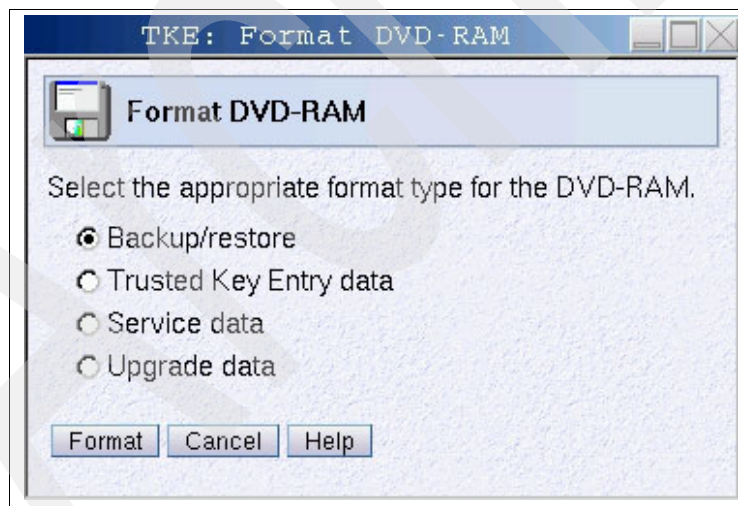 TKE: Format DVD-RAM
Format DVD-RAM
Select the appropriate format type for the DVD-RAM.
Backup/restore
Trusted Key Entry data
Service data
Upgrade data
Format Cancel Help